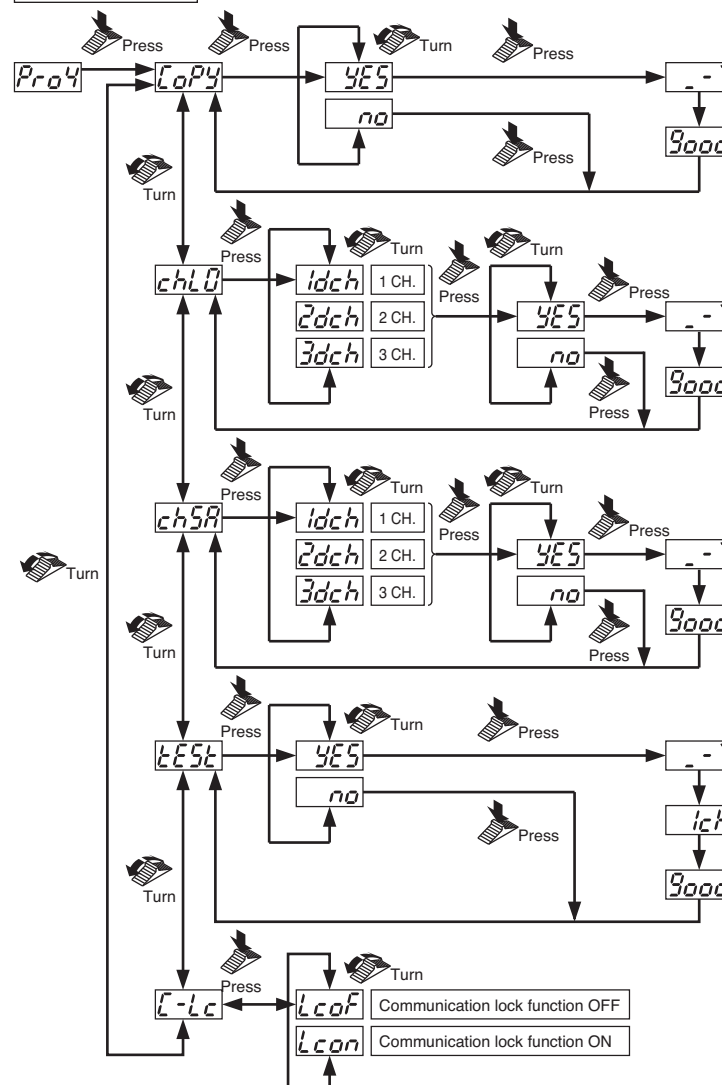 Press Press Turn Press
Pro4 CoPY YES _ -
no
Press
Turn
Good
Press Turn Turn Press
chLO 1dch 1 CH. Press YES _ -
2dch 2 CH. no
3dch 3 CH. Press
Turn
Good
Press Turn Turn Press
chSA 1dch 1 CH. Press YES _ -
2dch 2 CH. no
3dch 3 CH. Press
Turn
Turn
Good
Press Turn Press
tESt YES _ -
no 1ch
Press
Turn
Good
Press Turn
C-Lc LcoF Communication lock function OFF
Lcon Communication lock function ON